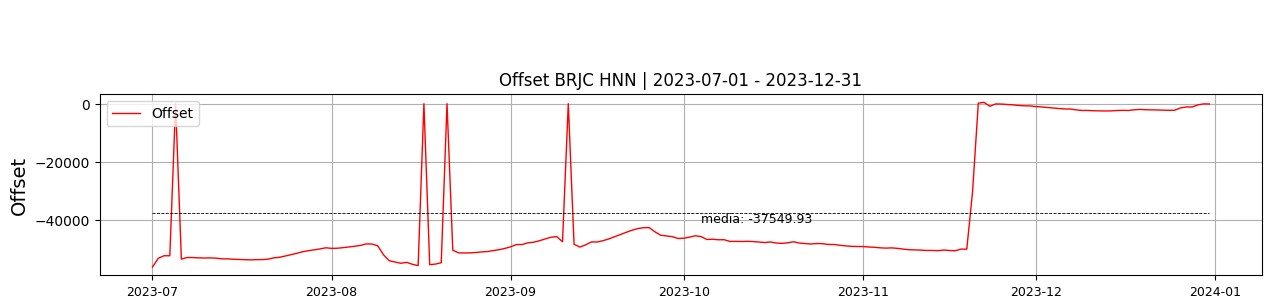 Offset BRJC HNN | 2023-07-01 - 2023-12-31
Offset
0
−20000
−40000
Offset
media: -37549.93
2023-07
2023-08
2023-09
2023-10
2023-11
2023-12
2024-01